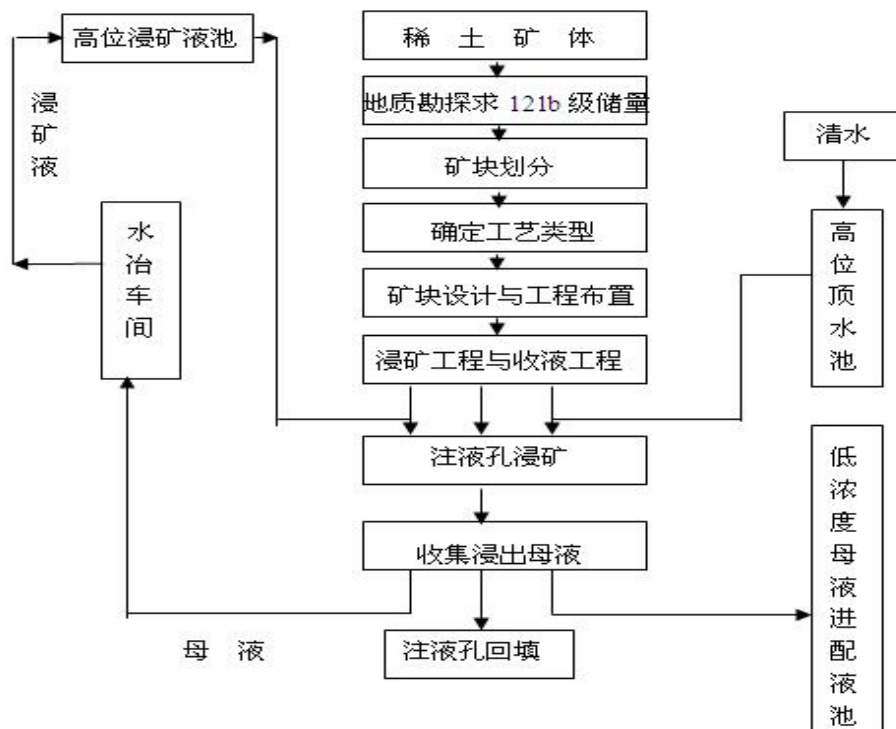 高位浸矿液池
稀 土 矿 体
地质勘探求 121b 级储量
浸矿液
清水
矿块划分
水冶车间
确定工艺类型
高位顶水池
矿块设计与工程布置
浸矿工程与收液工程
注液孔浸矿
低浓度母液进配液池
收集浸出母液
母 液
注液孔回填